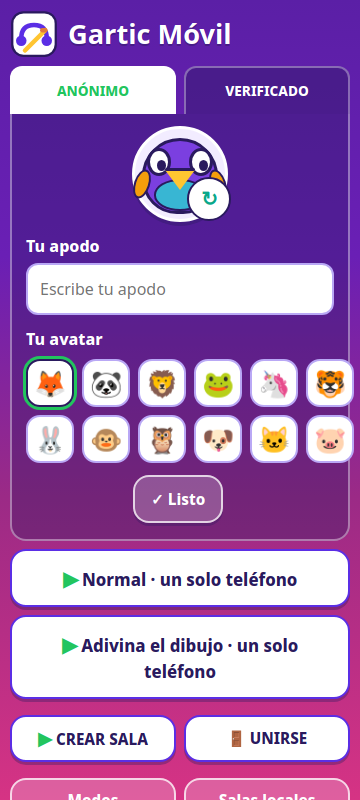 Gartic Móvil
ANÓNIMO
VERIFICADO
↻
Tu apodo
Escribe tu apodo
Tu avatar
✓ Listo
▶ Normal · un solo teléfono
▶ Adivina el dibujo · un solo
teléfono
▶ CREAR SALA
🚪 UNIRSE
Modos
Salas locales